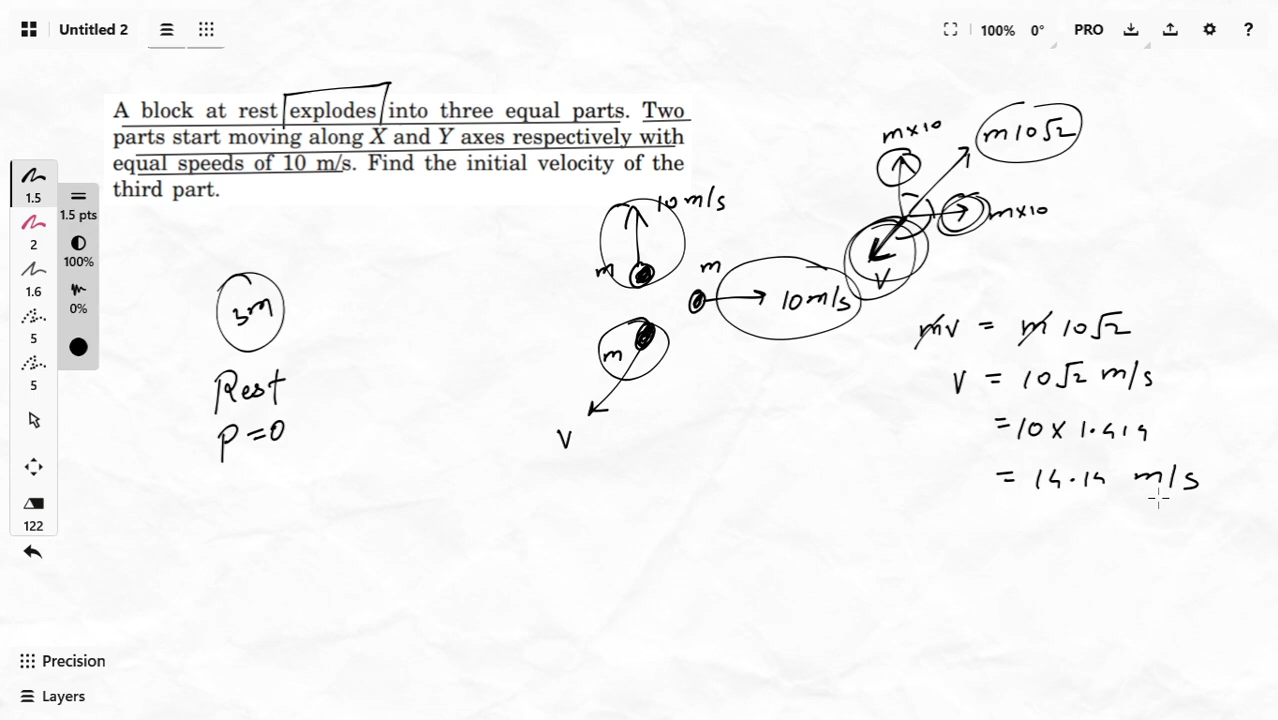 Untitled 2
100% 0° PRO ?
A block at rest explodes into three equal parts. Two
parts start moving along X and Y axes respectively with
equal speeds of 10 m/s. Find the initial velocity of the
third part.
1.5
1.5 pts
2
100%
1.6
0%
5
5
122
Precision
Layers
3m
Rest
P = 0
10 m/s
m
m
10 m/s
m
V
m×10
m10√2
m×10
V
mv = m 10√2
V = 10√2 m/s
= 10 × 1.414
= 14.14 m/s